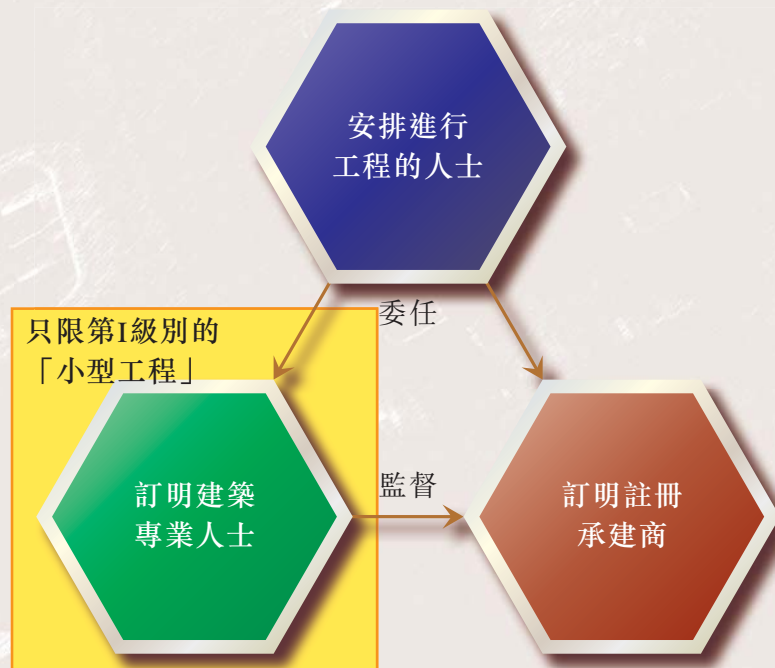 安排進行
工程的人士
委任
只限第I級別的
「小型工程」
訂明建築
專業人士
監督
訂明註冊
承建商